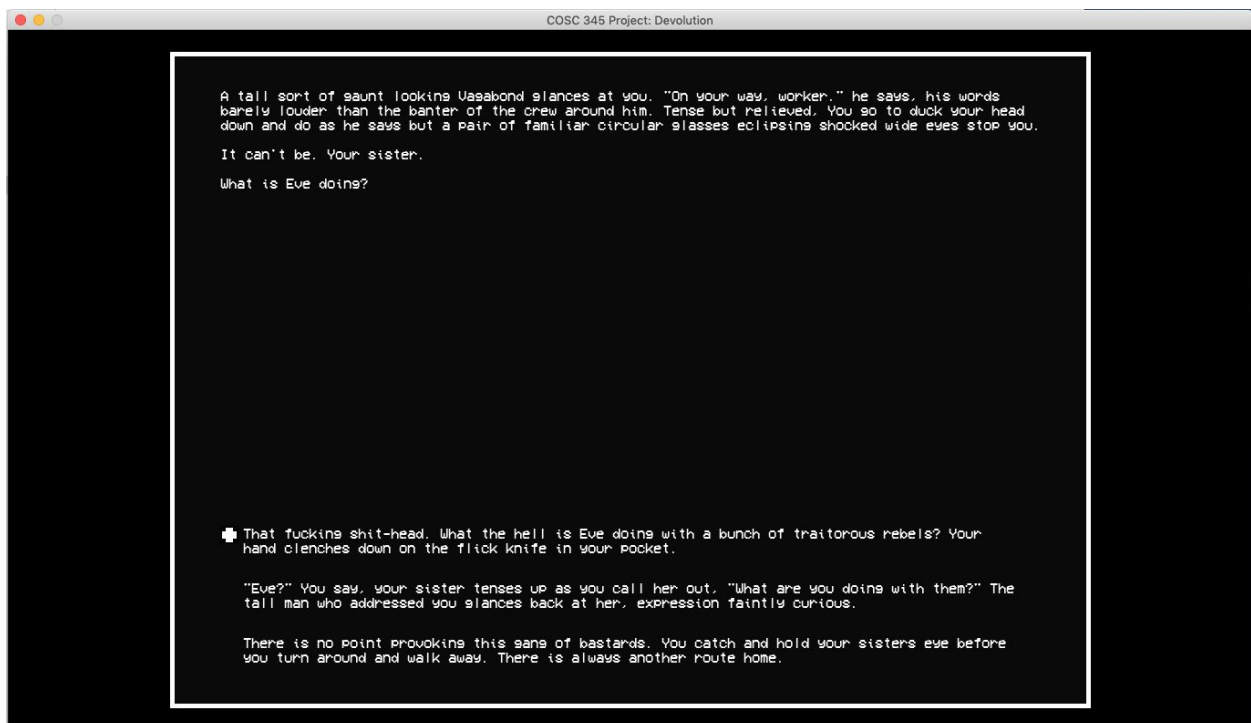 COSC 345 Project: Devolution
A tall sort of gaunt looking Vagabond glances at you. "On your way, worker." he says, his words
barely louder than the banter of the crew around him. Tense but relieved, You go to duck your head
down and do as he says but a pair of familiar circular glasses eclipsing shocked wide eyes stop you.
It can't be. Your sister.
What is Eve doing?
That fucking shit-head. What the hell is Eve doing with a bunch of traitorous rebels? Your
hand clenches down on the flick knife in your pocket.
"Eve?" You say, your sister tenses up as you call her out, "What are you doing with them?" The
tall man who addressed you glances back at her, expression faintly curious.
There is no point provoking this gang of bastards. You catch and hold your sisters eye before
you turn around and walk away. There is always another route home.